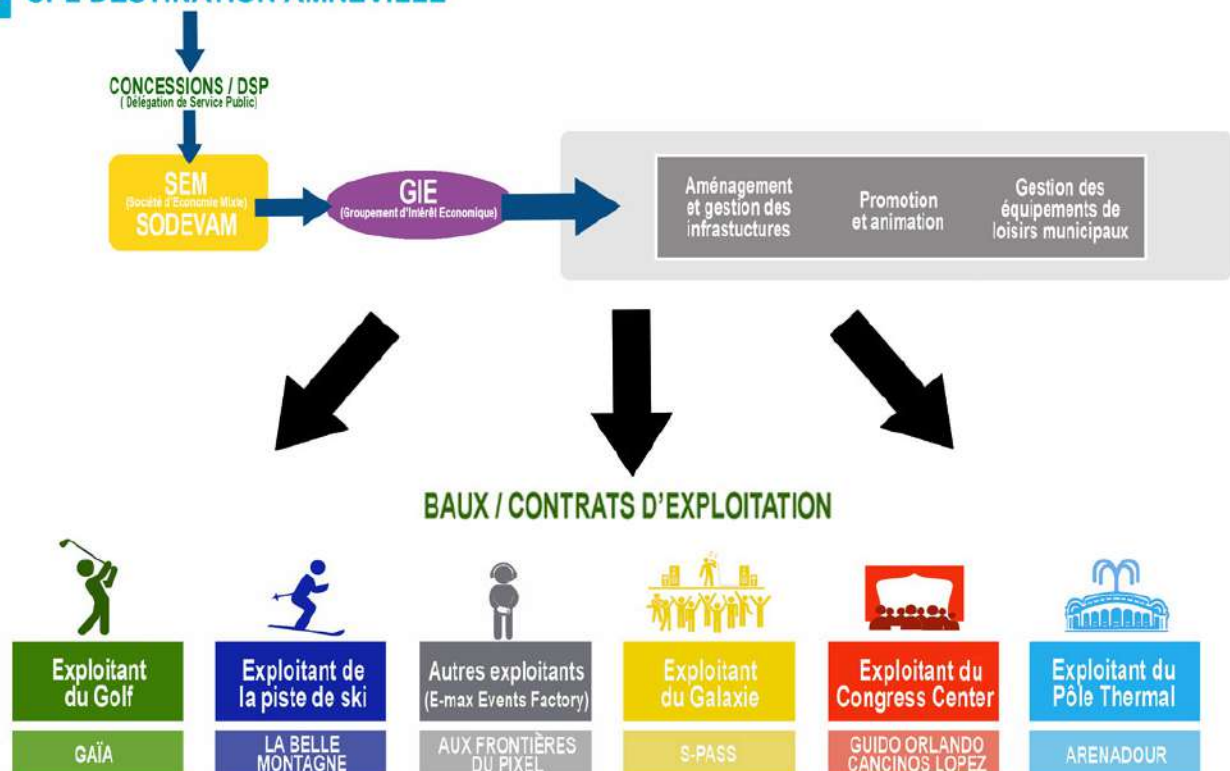 SPL DESTINATION AMNEVILLE
CONCESSIONS / DSP
( Délégation de Service Public)
SEM
(Société d'Economie Mixte)
SODEVAM
GIE
(Groupement d'Intérêt Economique)
Aménagement
et gestion des
infrastuctures
Promotion
et animation
Gestion des
équipements de
loisirs municipaux
BAUX / CONTRATS D'EXPLOITATION
Exploitant
du Golf
GAÏA
Exploitant de
la piste de ski
LA BELLE
MONTAGNE
Autres exploitants
(E-max Events Factory)
AUX FRONTIÈRES
DU PIXEL
Exploitant
du Galaxie
S-PASS
Exploitant du
Congress Center
GUIDO ORLANDO
CANCINOS LOPEZ
Exploitant du
Pôle Thermal
ARENADOUR